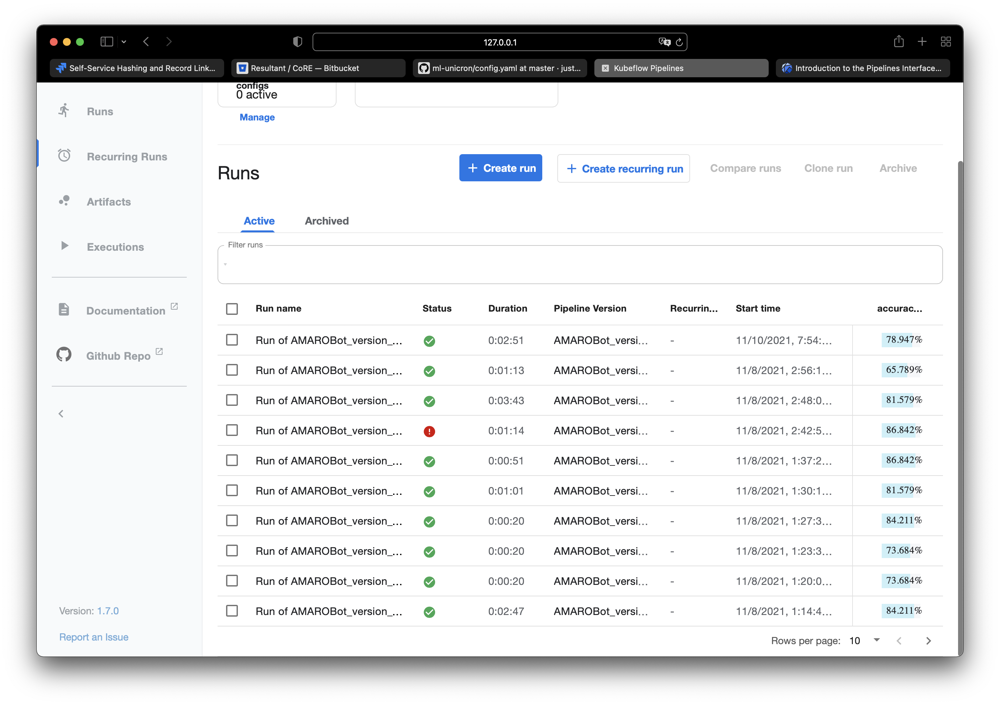 127.0.0.1
Self-Service Hashing and Record Link...
Resultant / CoRE — Bitbucket
ml-unicron/config.yaml at master · just...
Kubeflow Pipelines
Introduction to the Pipelines Interface...
Runs
Recurring Runs
Artifacts
Executions
Documentation
Github Repo
Version: 1.7.0
Report an Issue
configs
0 active
Manage
Runs
+ Create run
+ Create recurring run
Compare runs
Clone run
Archive
Active
Archived
Filter runs
Run name Status Duration Pipeline Version Recurrin... Start time accurac...
Run of AMAROBot_version_... 0:02:51 AMAROBot_versi... - 11/10/2021, 7:54:... 78.947%
Run of AMAROBot_version_... 0:01:13 AMAROBot_versi... - 11/8/2021, 2:56:1... 65.789%
Run of AMAROBot_version_... 0:03:43 AMAROBot_versi... - 11/8/2021, 2:48:0... 81.579%
Run of AMAROBot_version_... 0:01:14 AMAROBot_versi... - 11/8/2021, 2:42:5... 86.842%
Run of AMAROBot_version_... 0:00:51 AMAROBot_versi... - 11/8/2021, 1:37:2... 86.842%
Run of AMAROBot_version_... 0:01:01 AMAROBot_versi... - 11/8/2021, 1:30:1... 81.579%
Run of AMAROBot_version_... 0:00:20 AMAROBot_versi... - 11/8/2021, 1:27:3... 84.211%
Run of AMAROBot_version_... 0:00:20 AMAROBot_versi... - 11/8/2021, 1:23:3... 73.684%
Run of AMAROBot_version_... 0:00:20 AMAROBot_versi... - 11/8/2021, 1:20:0... 73.684%
Run of AMAROBot_version_... 0:02:47 AMAROBot_versi... - 11/8/2021, 1:14:4... 84.211%
Rows per page: 10